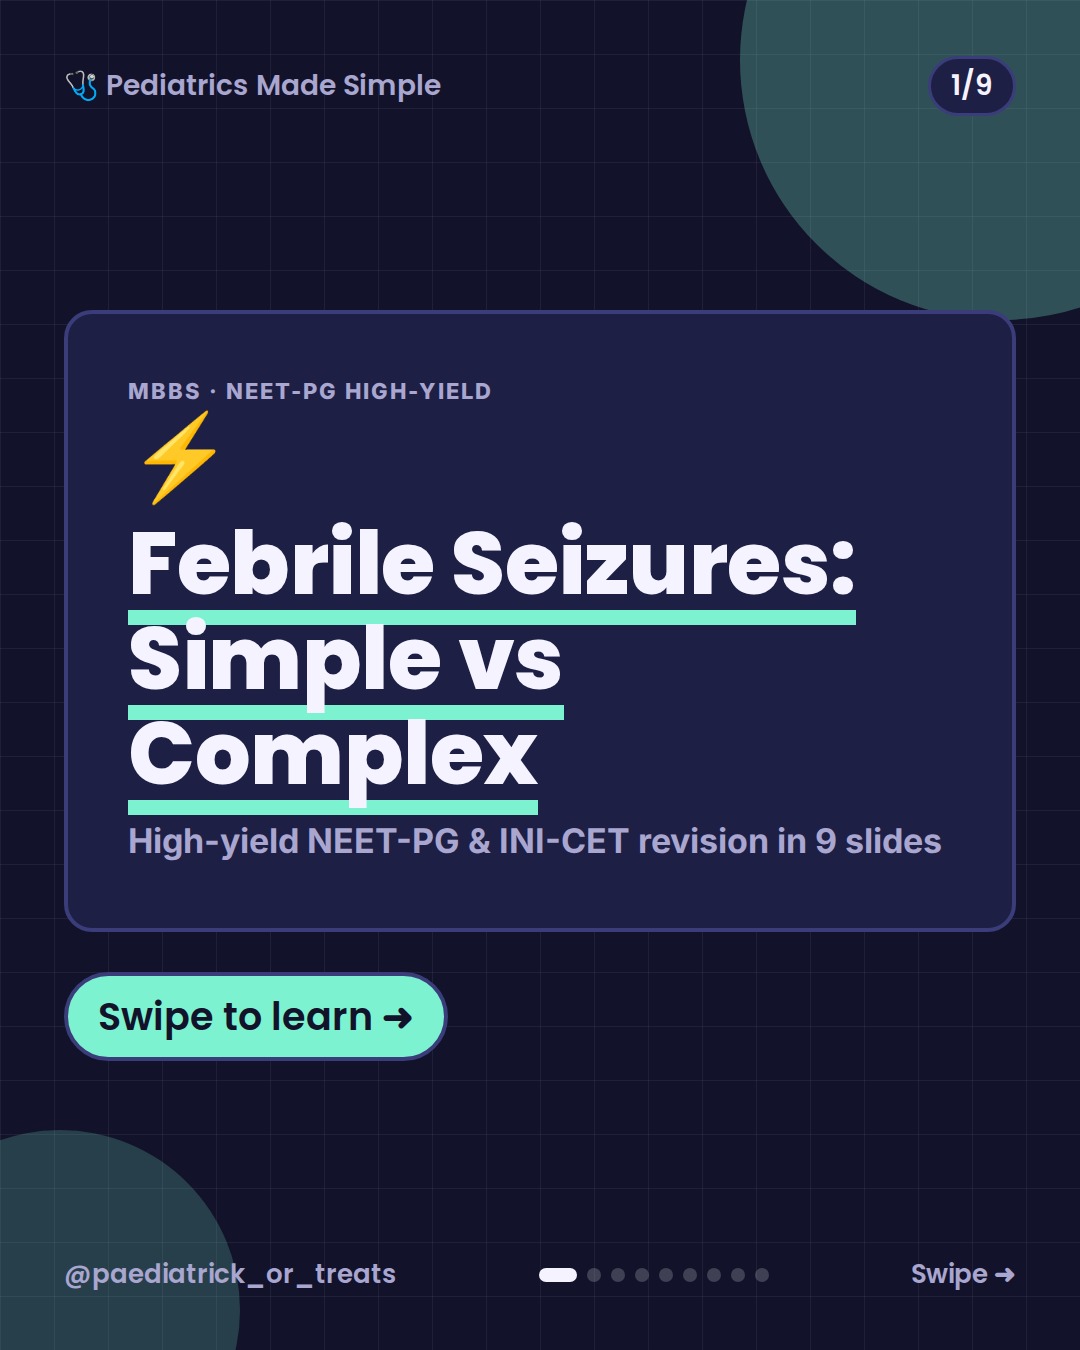 🩺 Pediatrics Made Simple
1/9
MBBS · NEET-PG HIGH-YIELD
⚡
Febrile Seizures:
Simple vs
Complex
High-yield NEET-PG & INI-CET revision in 9 slides
Swipe to learn ➜
@paediatrick_or_treats
Swipe ➜